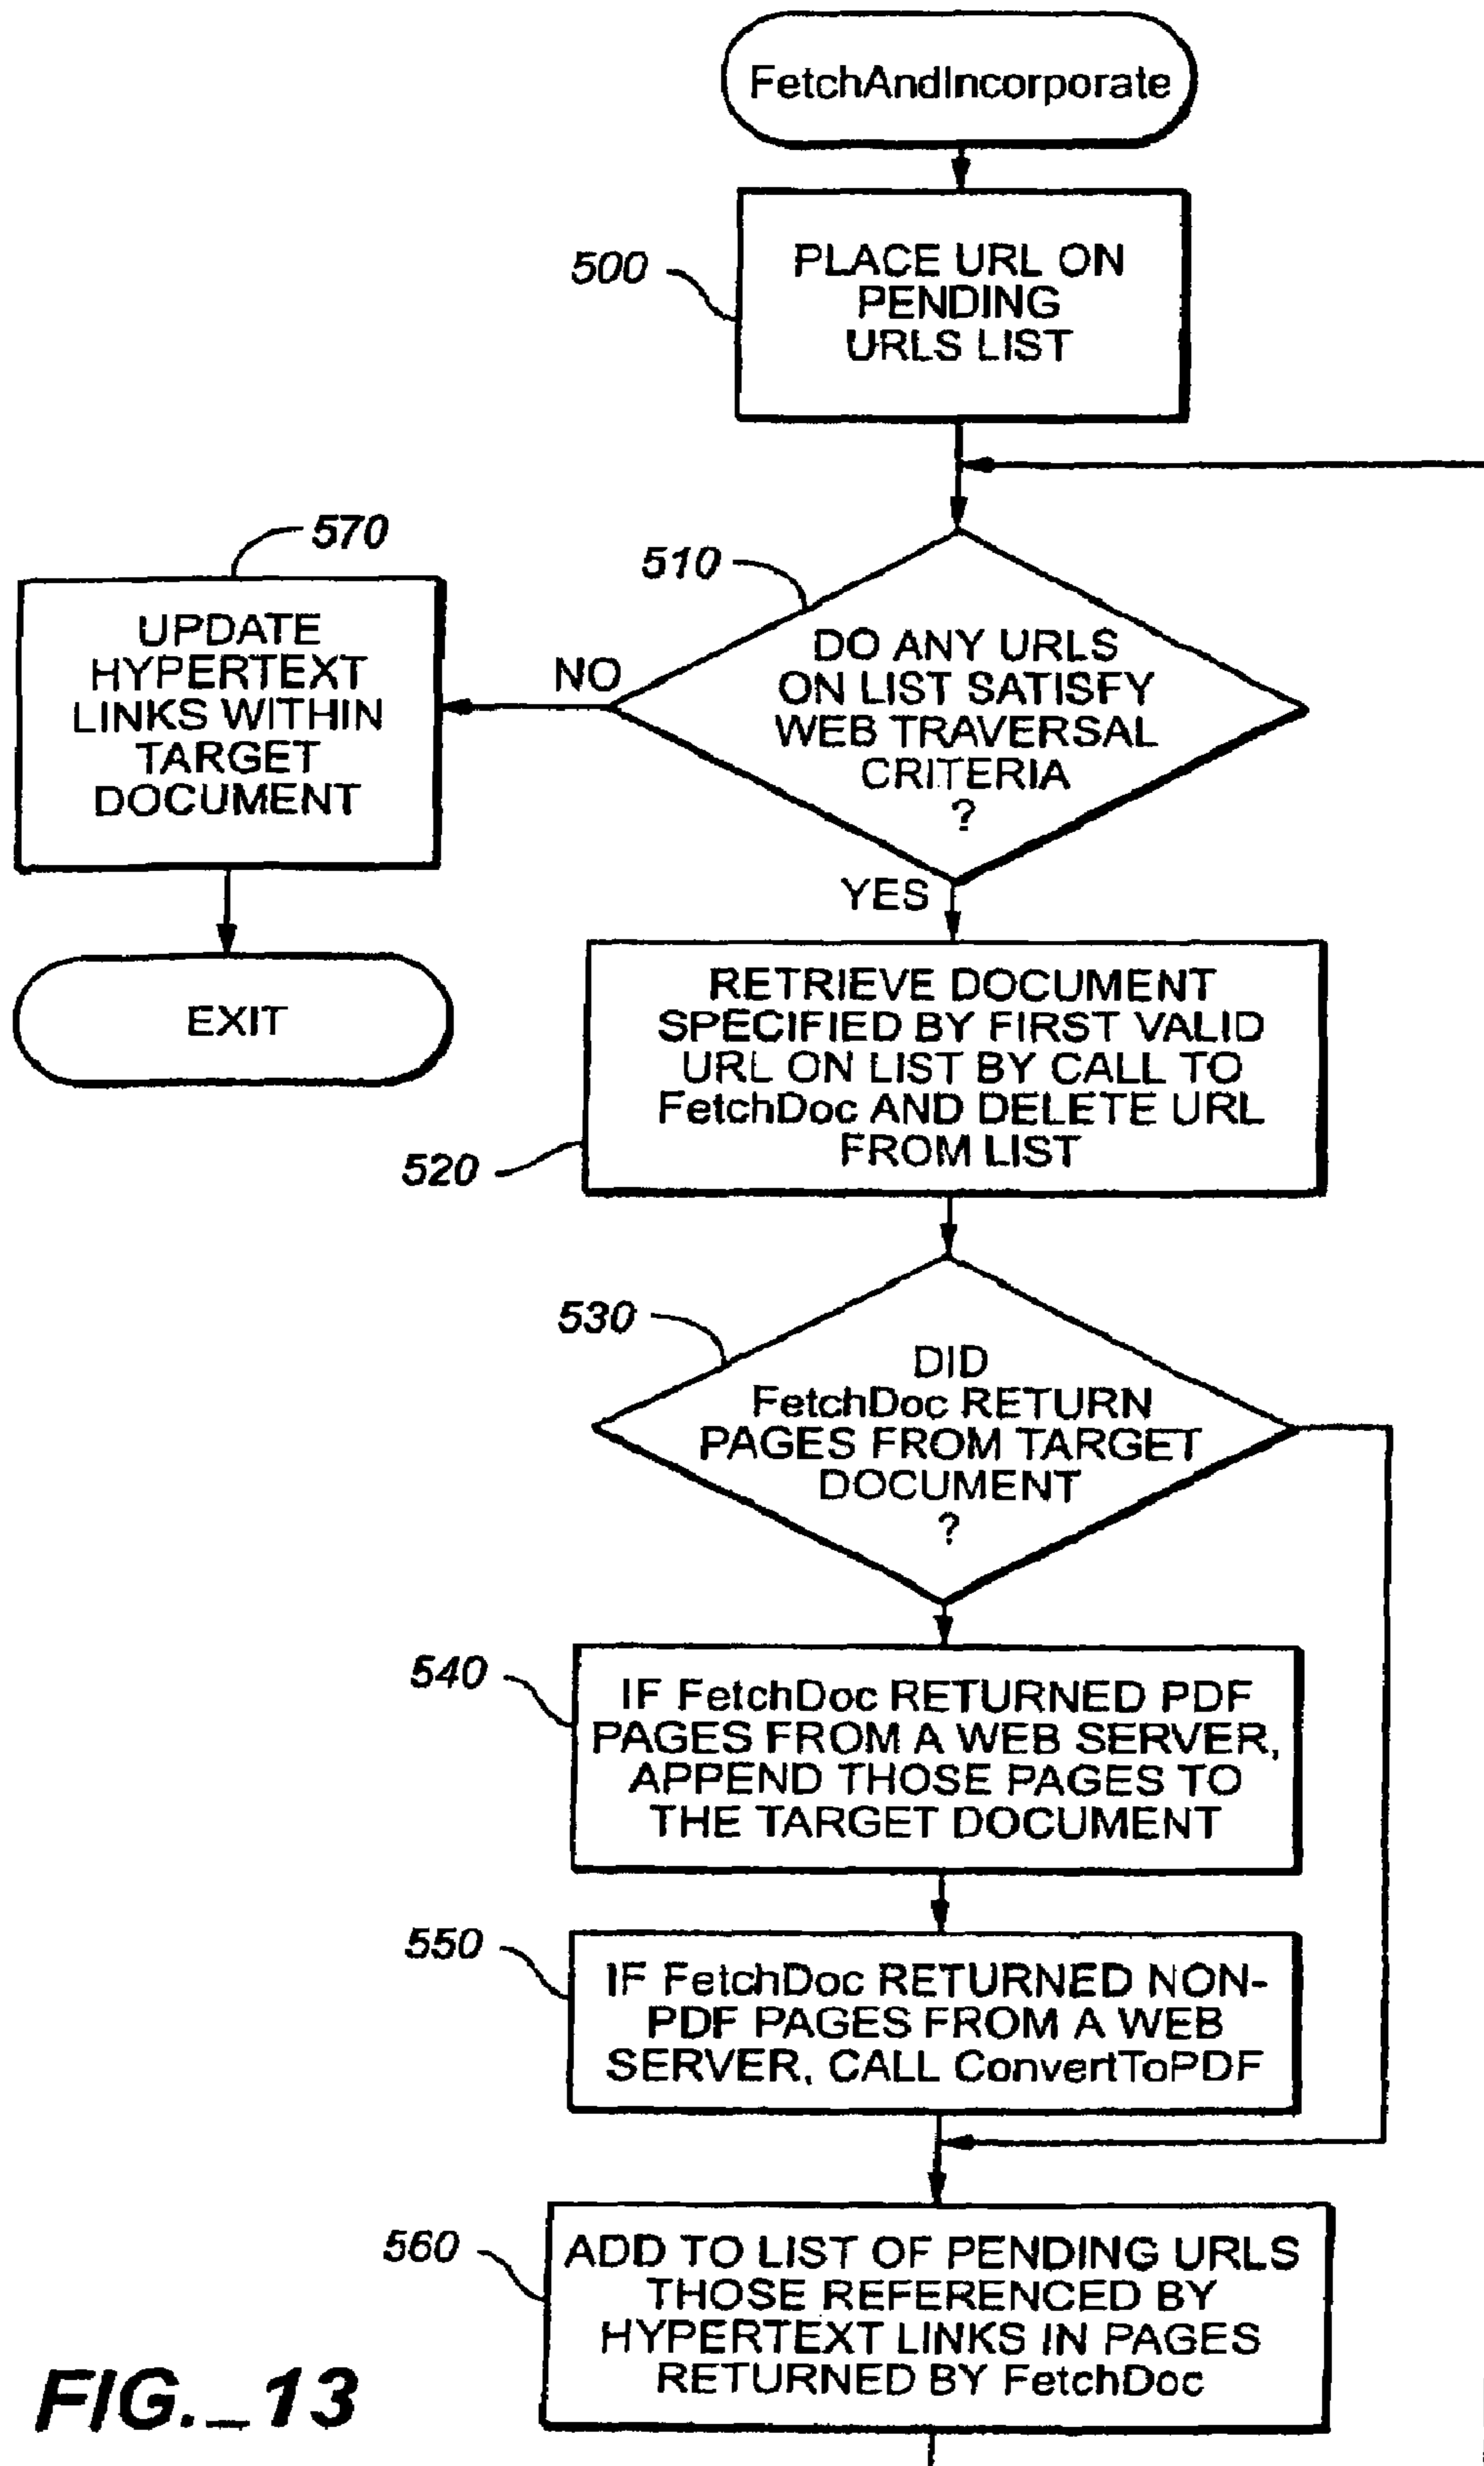 FetchAndIncorporate
500
PLACE URL ON
PENDING
URLS LIST
570
UPDATE
HYPERTEXT
LINKS WITHIN
TARGET
DOCUMENT
EXIT
NO
510
DO ANY URLS
ON LIST SATISFY
WEB TRAVERSAL
CRITERIA
?
YES
RETRIEVE DOCUMENT
SPECIFIED BY FIRST VALID
URL ON LIST BY CALL TO
FetchDoc AND DELETE URL
FROM LIST
520
530
DID
FetchDoc RETURN
PAGES FROM TARGET
DOCUMENT
?
540
IF FetchDoc RETURNED PDF
PAGES FROM A WEB SERVER,
APPEND THOSE PAGES TO
THE TARGET DOCUMENT
550
IF FetchDoc RETURNED NON-
PDF PAGES FROM A WEB
SERVER, CALL ConvertToPDF
560
ADD TO LIST OF PENDING URLS
THOSE REFERENCED BY
HYPERTEXT LINKS IN PAGES
RETURNED BY FetchDoc
FIG._13